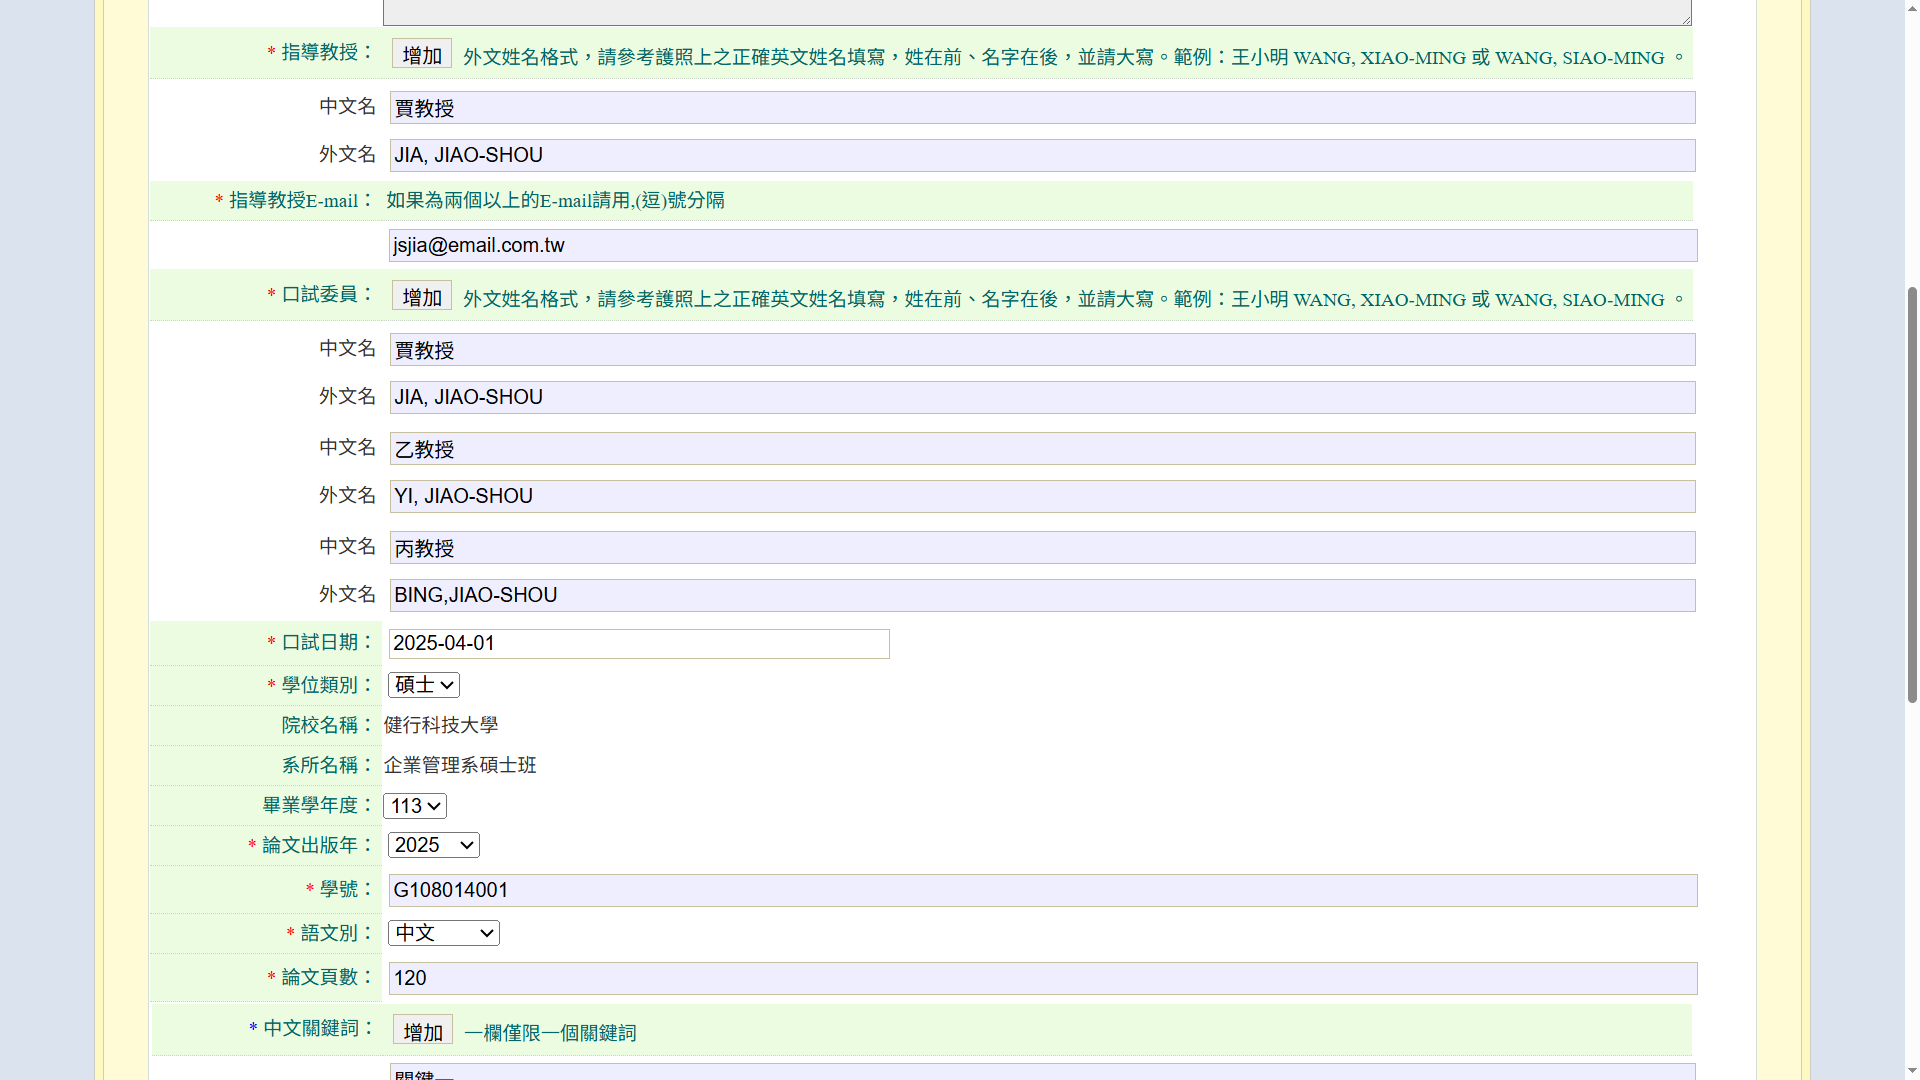 * 指導教授： 增加 外文姓名格式，請參考護照上之正確英文姓名填寫，姓在前、名字在後，並請大寫。範例：王小明 WANG, XIAO-MING 或 WANG, SIAO-MING 。
中文名 賈教授
外文名 JIA, JIAO-SHOU
* 指導教授E-mail： 如果為兩個以上的E-mail請用,(逗)號分隔
jsjia@email.com.tw
* 口試委員： 增加 外文姓名格式，請參考護照上之正確英文姓名填寫，姓在前、名字在後，並請大寫。範例：王小明 WANG, XIAO-MING 或 WANG, SIAO-MING 。
中文名 賈教授
外文名 JIA, JIAO-SHOU
中文名 乙教授
外文名 YI, JIAO-SHOU
中文名 丙教授
外文名 BING,JIAO-SHOU
* 口試日期： 2025-04-01
* 學位類別： 碩士
院校名稱： 健行科技大學
系所名稱： 企業管理系碩士班
畢業學年度： 113
* 論文出版年： 2025
* 學號： G108014001
* 語文別： 中文
* 論文頁數： 120
* 中文關鍵詞： 增加 一欄僅限一個關鍵詞
關鍵一